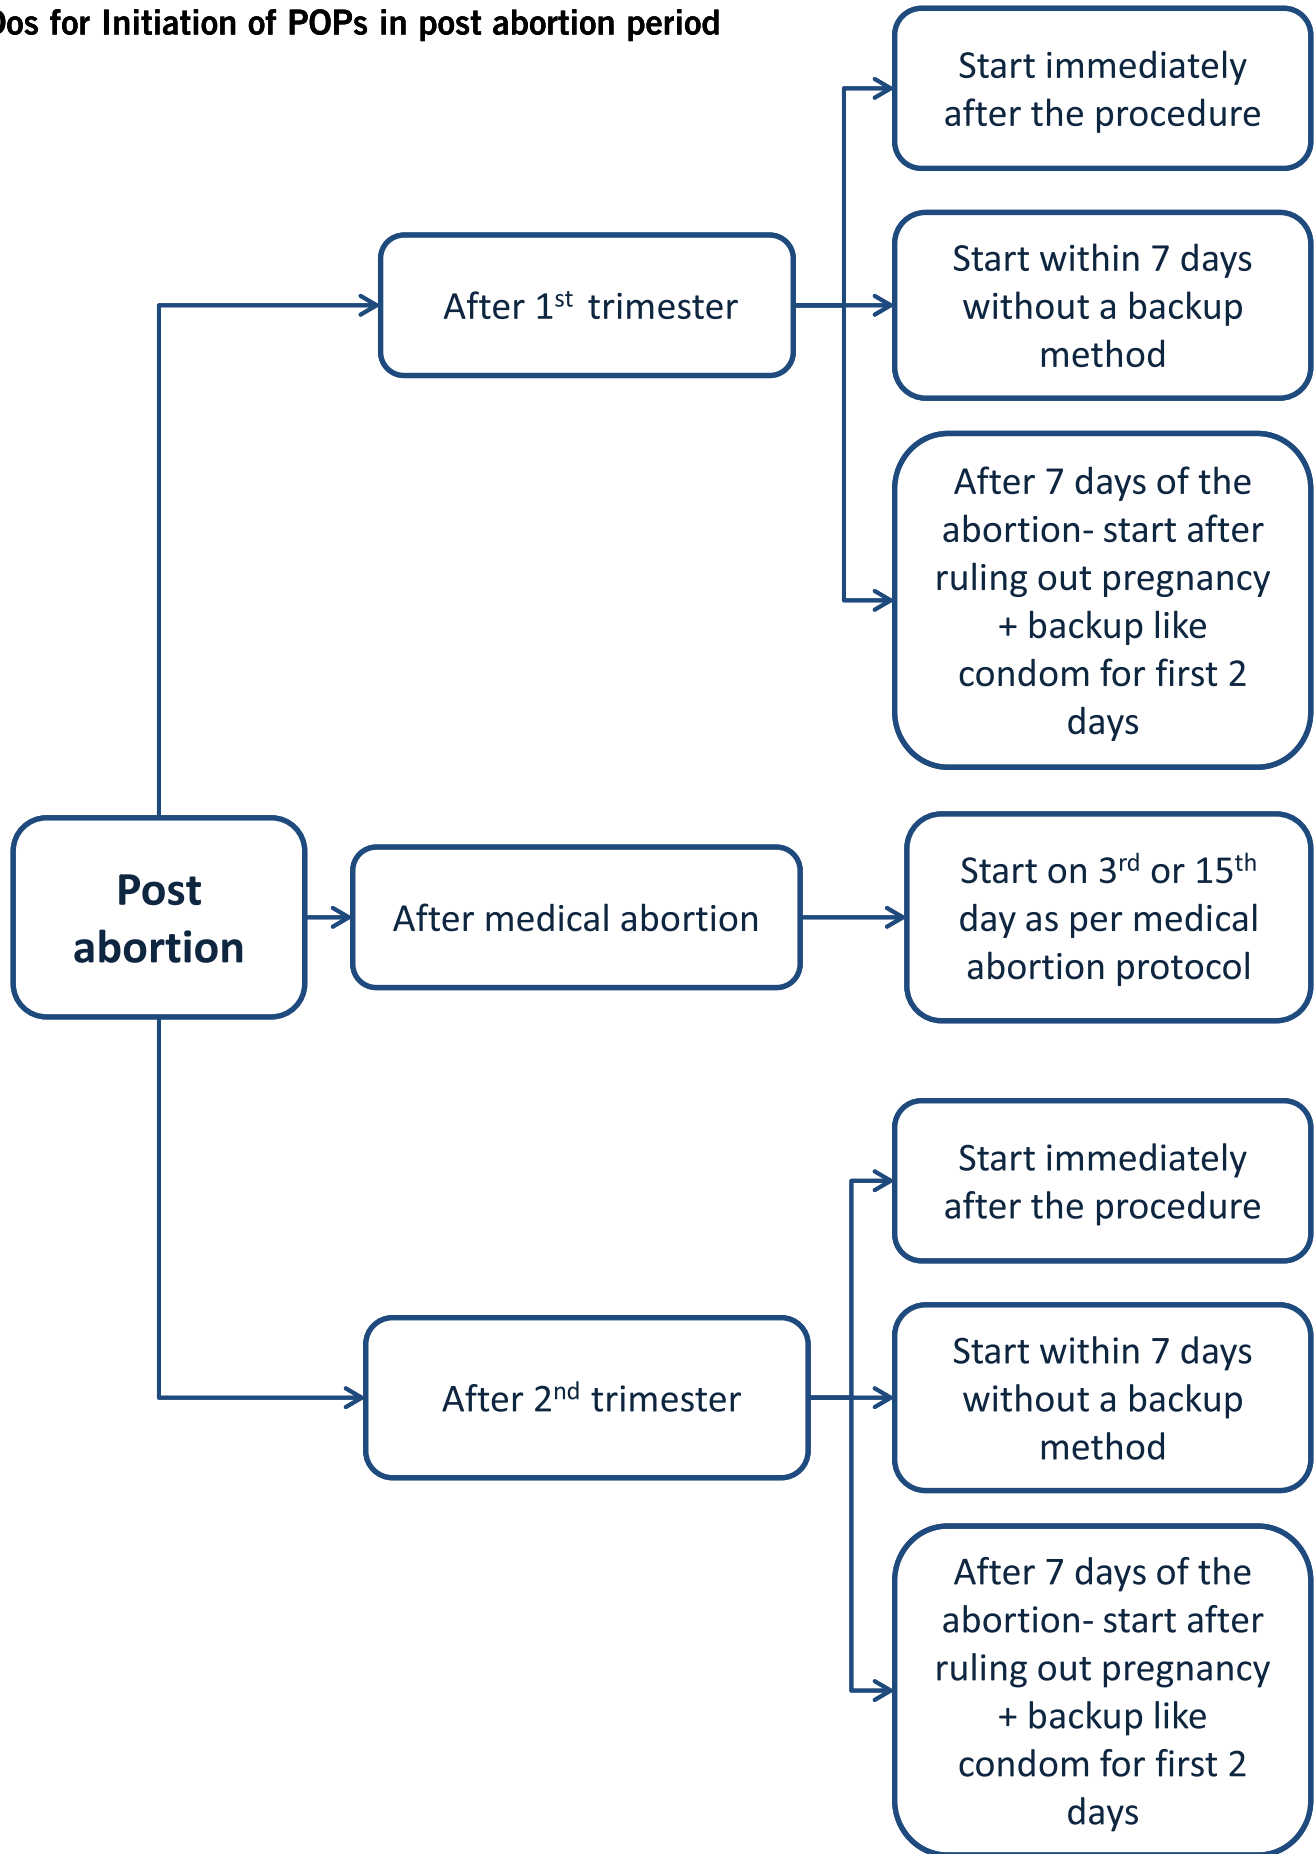 Dos for Initiation of POPs in post abortion period
Start immediately
after the procedure
After 1st trimester
Start within 7 days
without a backup
method
After 7 days of the
abortion- start after
ruling out pregnancy
+ backup like
condom for first 2
days
Post
abortion
After medical abortion
Start on 3rd or 15th
day as per medical
abortion protocol
Start immediately
after the procedure
After 2nd trimester
Start within 7 days
without a backup
method
After 7 days of the
abortion- start after
ruling out pregnancy
+ backup like
condom for first 2
days